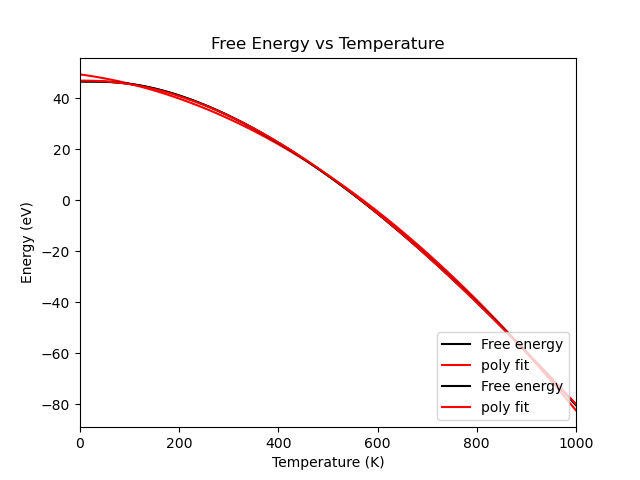 Free Energy vs Temperature
Energy (eV)
40
20
0
−20
−40
−60
−80
0
200
400
600
800
1000
Temperature (K)
Free energy
poly fit
Free energy
poly fit